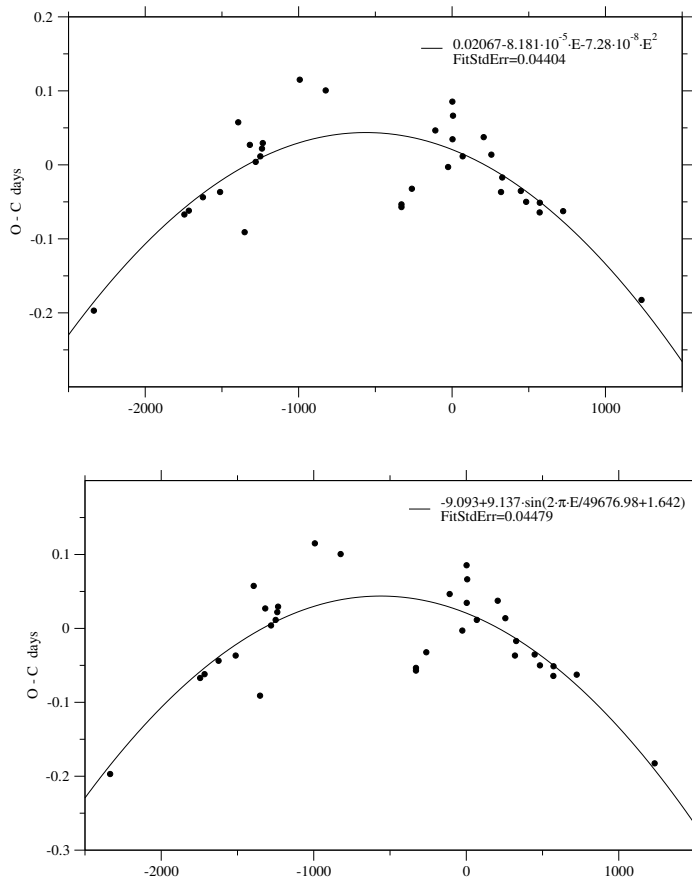 0.2
0.02067-8.181·10^-5·E-7.28·10^-8·E^2
FitStdErr=0.04404
0.1
0
-0.1
-0.2
O - C days
-2000 -1000 0 1000
-9.093+9.137·sin(2·π·E/49676.98+1.642)
FitStdErr=0.04479
0.1
0
-0.1
-0.2
-0.3
O - C days
-2000 -1000 0 1000